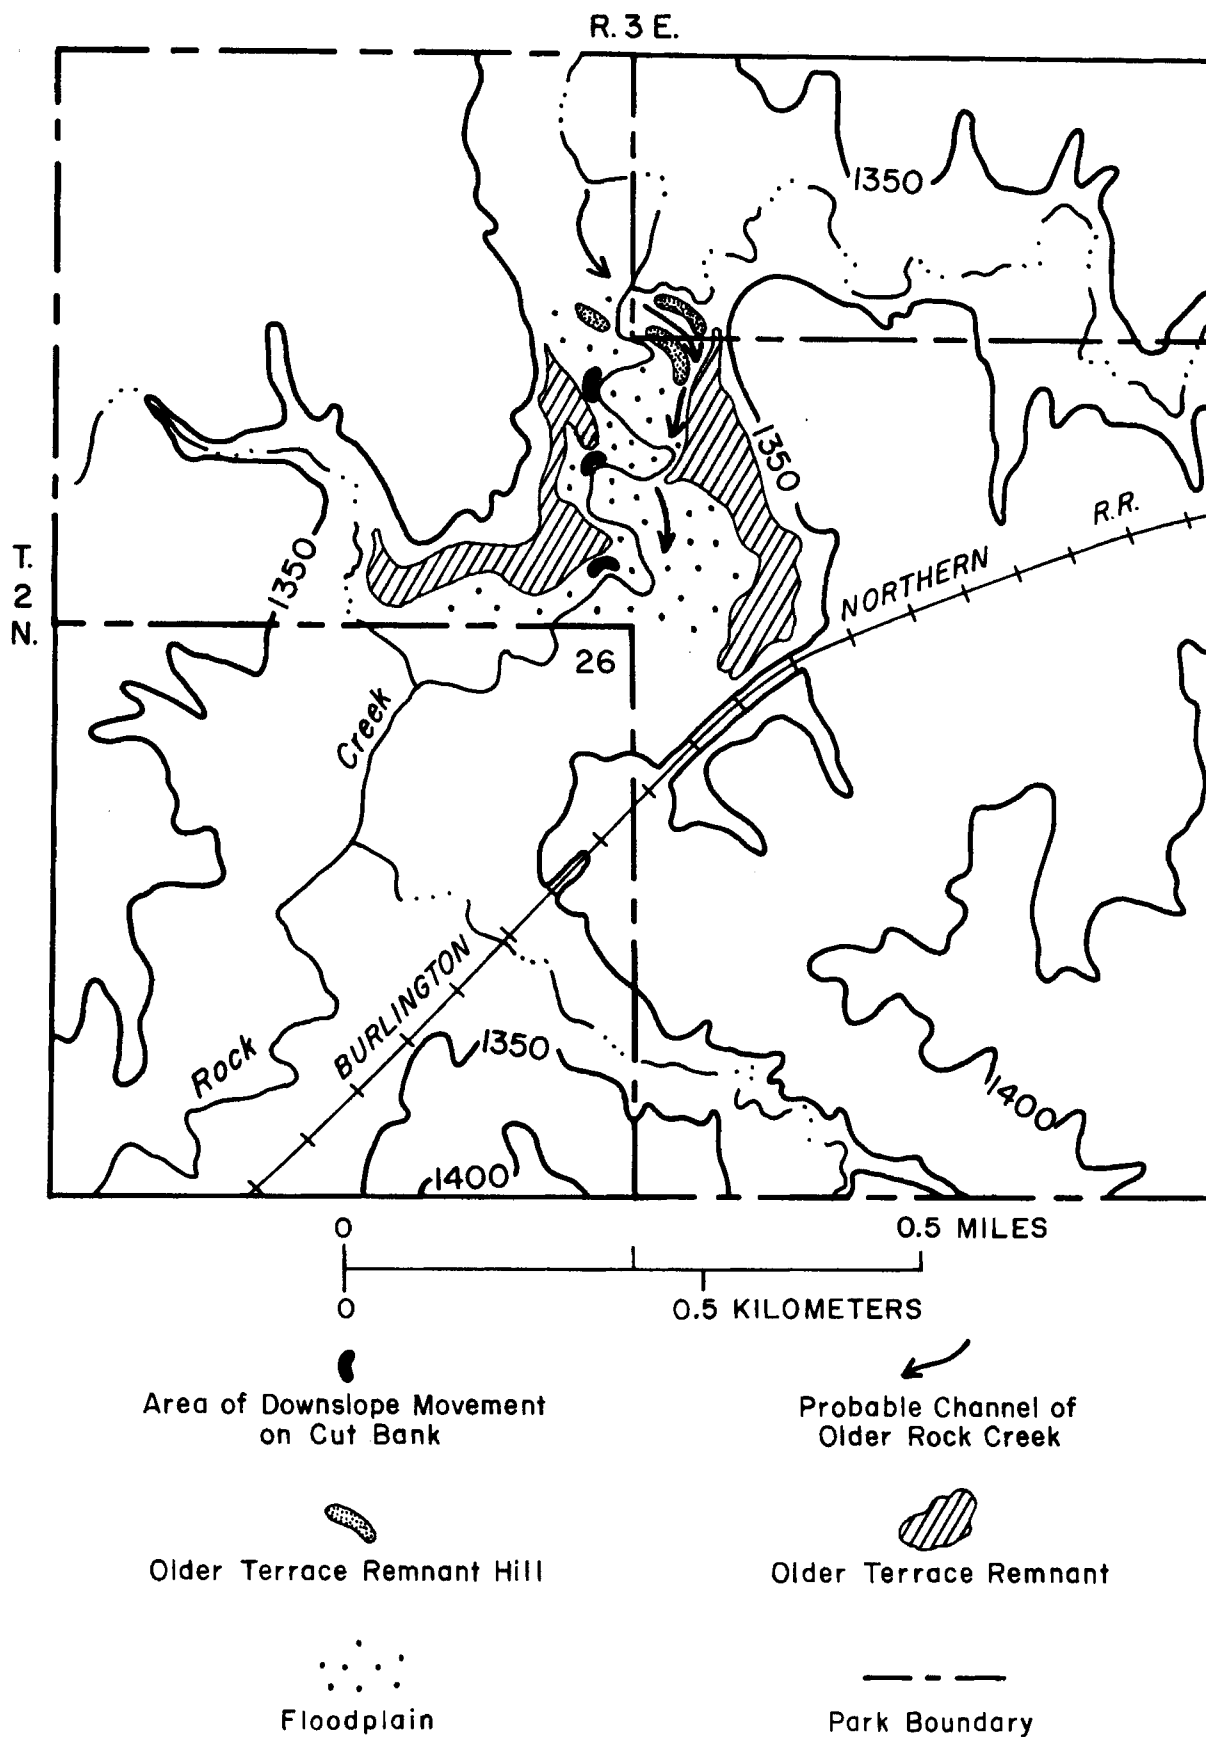 R. 3 E.
1350
1350
R.R.
NORTHERN
T.
2
N.
1350
26
Creek
BURLINGTON
Rock
1350
1400
1400
0
0.5 MILES
0
0.5 KILOMETERS
Area of Downslope Movement
on Cut Bank
Probable Channel of
Older Rock Creek
Older Terrace Remnant Hill
Older Terrace Remnant
Floodplain
Park Boundary